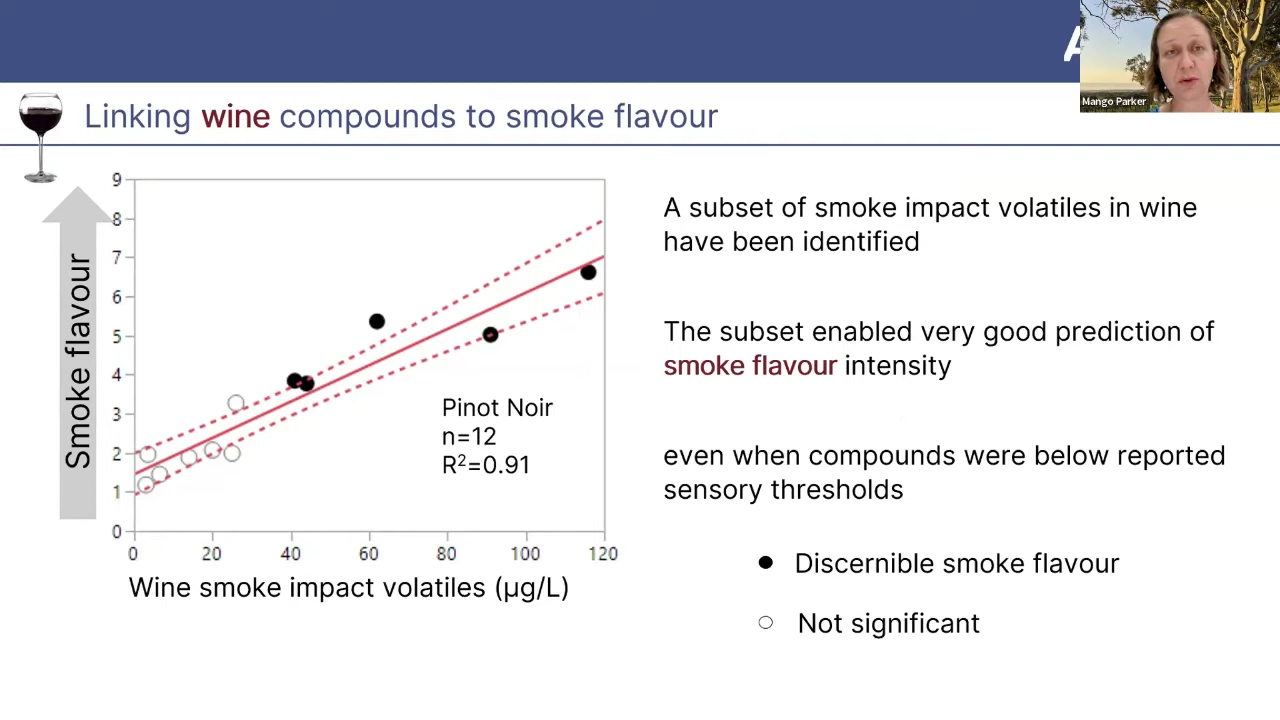 A
Mango Parker
Linking wine compounds to smoke flavour
Smoke flavour
9
8
7
6
5
4
3
2
1
0
0 20 40 60 80 100 120
Wine smoke impact volatiles (µg/L)
Pinot Noir
n=12
R²=0.91
A subset of smoke impact volatiles in wine
have been identified
The subset enabled very good prediction of
smoke flavour intensity
even when compounds were below reported
sensory thresholds
Discernible smoke flavour
Not significant